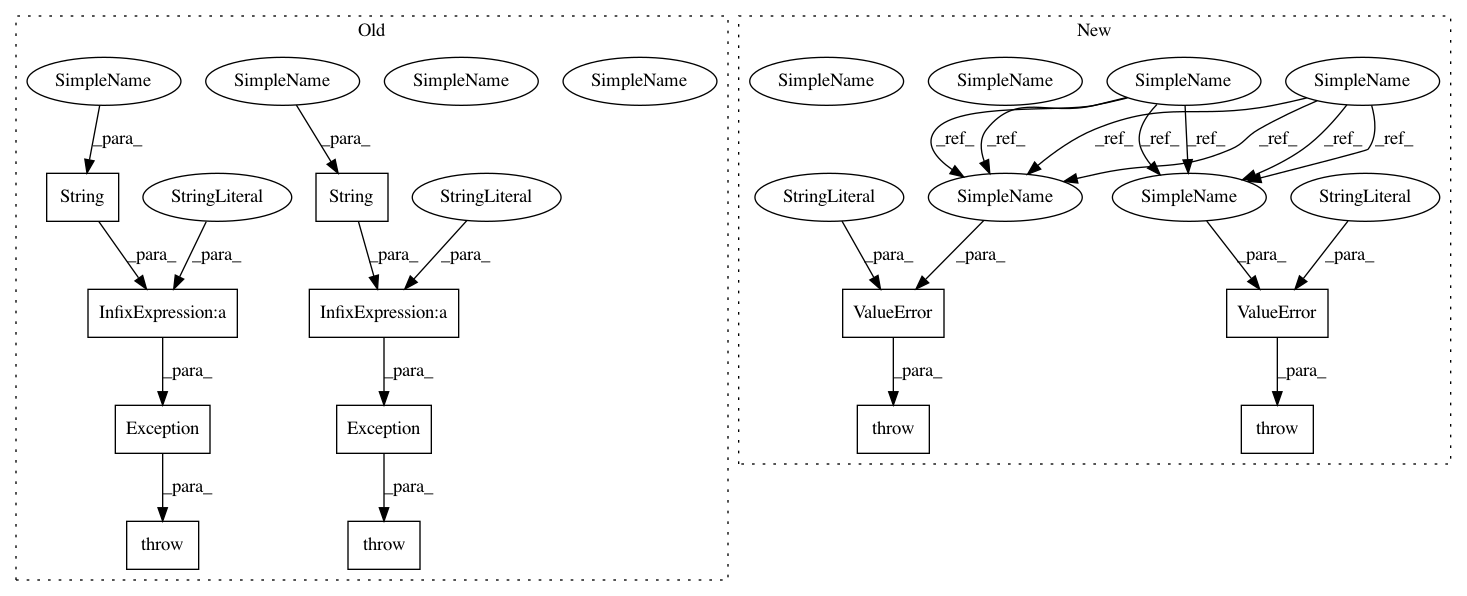 Old
New
SimpleName SimpleName SimpleName SimpleName
SimpleName SimpleName SimpleName SimpleName
_para_ _para_
_ref_ _ref_ _ref_ _ref_ _ref_ _ref_ _ref_ _ref_
String StringLiteral String StringLiteral
StringLiteral SimpleName SimpleName StringLiteral
_para_ _para_ _para_ _para_
_para_ _para_ _para_ _para_
InfixExpression:a InfixExpression:a
ValueError ValueError
_para_ _para_
_para_ _para_
Exception Exception
throw throw
_para_ _para_
throw throw